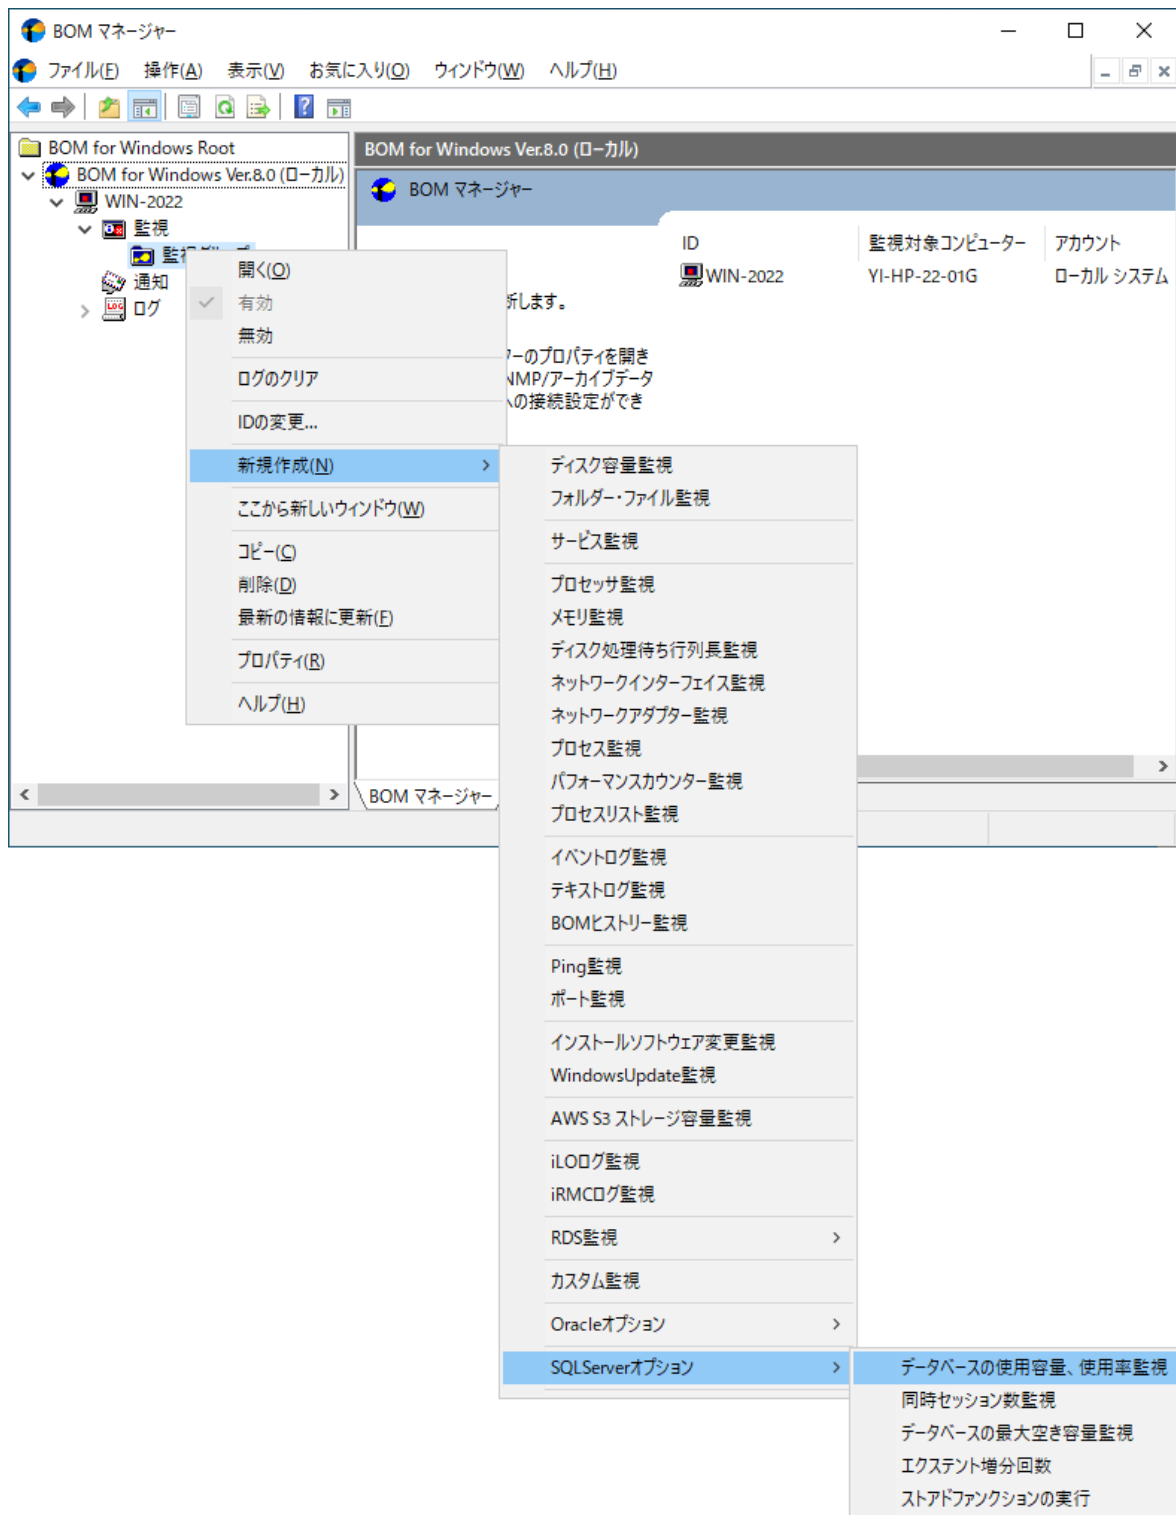 BOM マネージャー
ファイル(F) 操作(A) 表示(V) お気に入り(O) ウィンドウ(W) ヘルプ(H)
BOM for Windows Root
BOM for Windows Ver.8.0 (ローカル)
WIN-2022
監視
通知
ログ
BOM for Windows Ver.8.0 (ローカル)
BOM マネージャー
ID 監視対象コンピューター アカウント
WIN-2022 YI-HP-22-01G ローカル システム
します。
のプロパティを開き
NMP/アーカイブデータ
への接続設定ができ
BOM マネージャー
開く(O)
有効
無効
ログのクリア
IDの変更...
新規作成(N)
ここから新しいウィンドウ(W)
コピー(C)
削除(D)
最新の情報に更新(F)
プロパティ(R)
ヘルプ(H)
ディスク容量監視
フォルダー・ファイル監視
サービス監視
プロセッサ監視
メモリ監視
ディスク処理待ち行列長監視
ネットワークインターフェイス監視
ネットワークアダプター監視
プロセス監視
パフォーマンスカウンター監視
プロセスリスト監視
イベントログ監視
テキストログ監視
BOMヒストリー監視
Ping監視
ポート監視
インストールソフトウェア変更監視
WindowsUpdate監視
AWS S3 ストレージ容量監視
iLOログ監視
iRMCログ監視
RDS監視
カスタム監視
Oracleオプション
SQLServerオプション
データベースの使用容量、使用率監視
同時セッション数監視
データベースの最大空き容量監視
エクステント増分回数
ストアドファンクションの実行